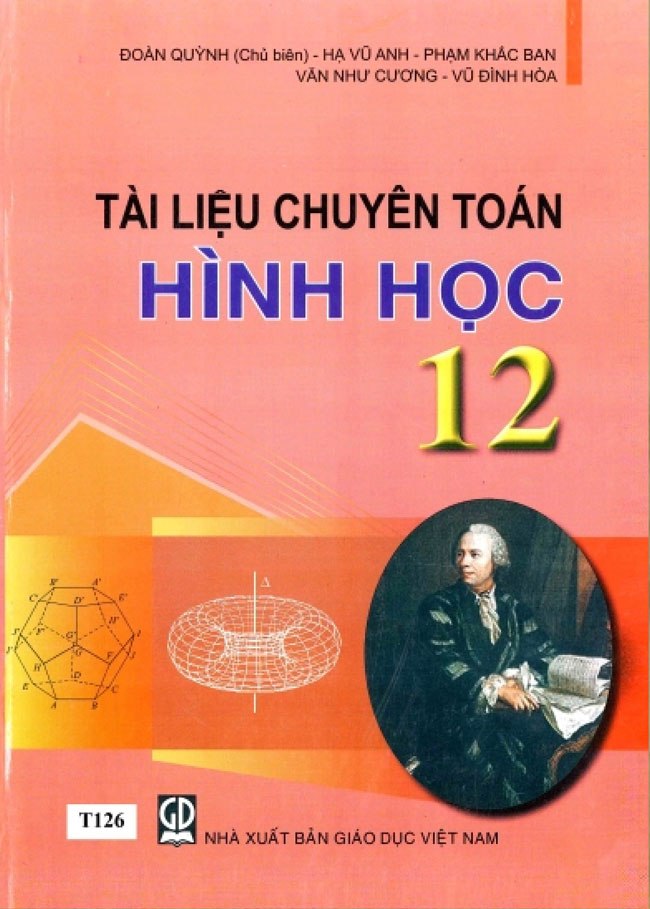 ĐOÀN QUỲNH (Chủ biên) - HẠ VŨ ANH - PHẠM KHẮC BAN
VĂN NHƯ CƯƠNG - VŨ ĐÌNH HÒA
TÀI LIỆU CHUYÊN TOÁN
HÌNH HỌC
12
Δ
B' A'
C' D' E'
H'
F'
G'
G
H F
E D C
A B
T126
GD
NHÀ XUẤT BẢN GIÁO DỤC VIỆT NAM